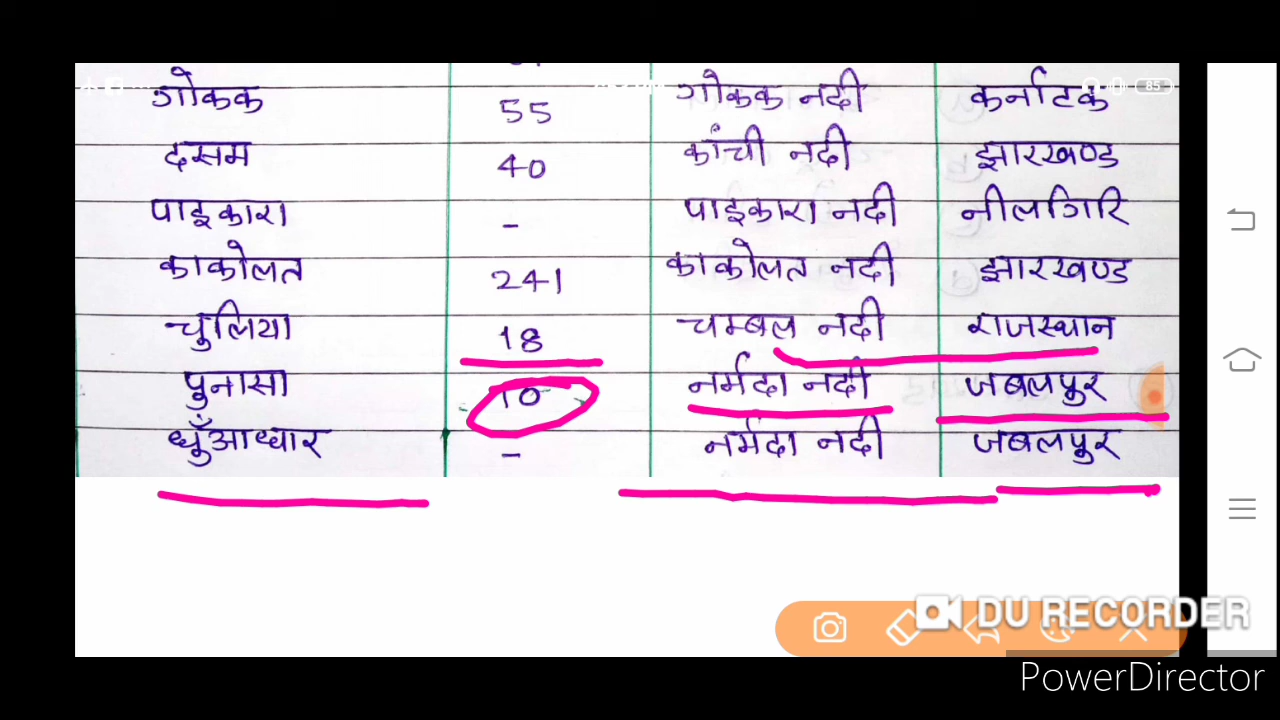 85
गोकक 55 गोकक नदी कर्नाटक
दसम 40 कांची नदी झारखण्ड
पाइकारा - पाइकारा नदी नीलगिरि
काकोलत 241 काकोलत नदी झारखण्ड
चुलिया 18 चम्बल नदी राजस्थान
पुनासा 10 नर्मदा नदी जबलपुर
धुँआधार - नर्मदा नदी जबलपुर
DU RECORDER
PowerDirector